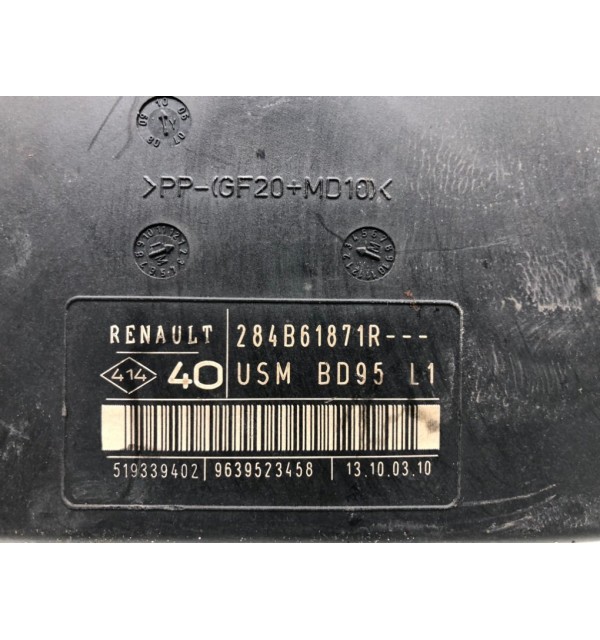 >PP-(GF20+MD10)<
RENAULT 284B61871R---
414 40 USM BD95 L1
519339402 9639523458 13.10.03.10